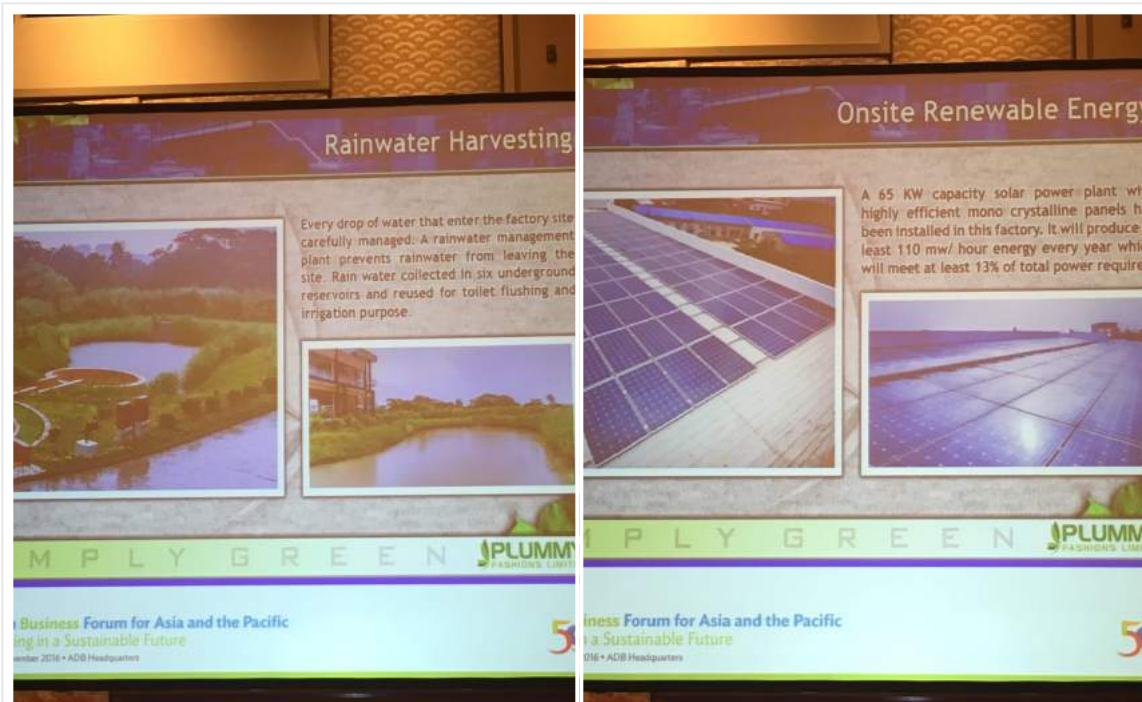 Rainwater Harvesting
Every drop of water that enter the factory site
carefully managed. A rainwater management
plant prevents rainwater from leaving the
site. Rain water collected in six underground
reservoirs and reused for toilet flushing and
irrigation purpose.
M P L Y G R E E N
PLUMMY
FASHIONS LIMIT
Business Forum for Asia and the Pacific
ing in a Sustainable Future
ember 2016 • ADB Headquarters
5
Onsite Renewable Energy
A 65 KW capacity solar power plant wi
highly efficient mono crystalline panels h
been installed in this factory. It will produce
least 110 mw/ hour energy every year whi
will meet at least 13% of total power require
P L Y G R E E N
PLUMM
FASHIONS LIM
iness Forum for Asia and the Pacific
a Sustainable Future
2016 • ADB Headquarters
5